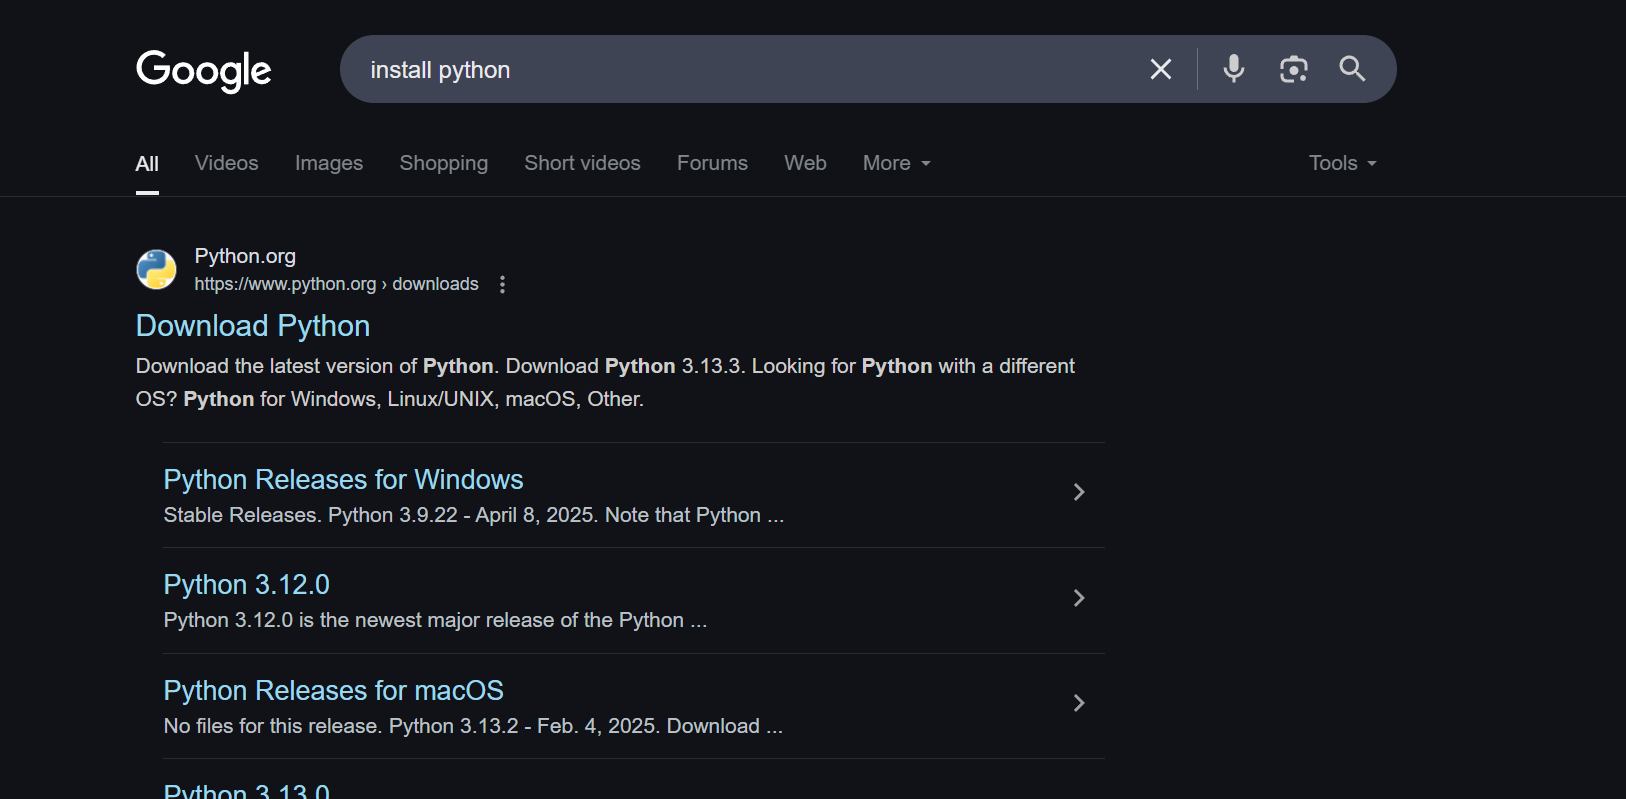 Google
install python
All Videos Images Shopping Short videos Forums Web More Tools
Python.org
https://www.python.org › downloads
Download Python
Download the latest version of Python. Download Python 3.13.3. Looking for Python with a different
OS? Python for Windows, Linux/UNIX, macOS, Other.
Python Releases for Windows
Stable Releases. Python 3.9.22 - April 8, 2025. Note that Python ...
Python 3.12.0
Python 3.12.0 is the newest major release of the Python ...
Python Releases for macOS
No files for this release. Python 3.13.2 - Feb. 4, 2025. Download ...
Python 3.13.0